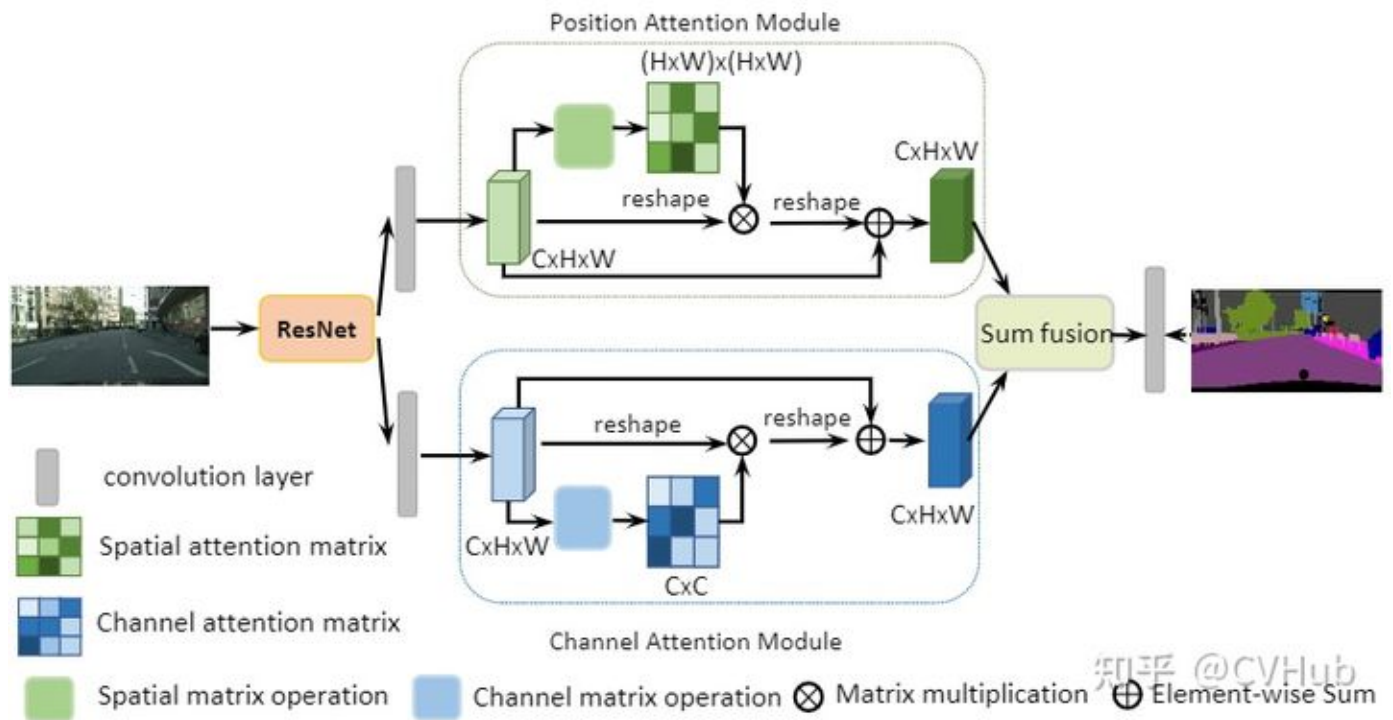 Position Attention Module
(HxW)x(HxW)
CxHxW
reshape
reshape
CxHxW
ResNet
Sum fusion
reshape
reshape
CxHxW
CxHxW
CxC
Channel Attention Module
convolution layer
Spatial attention matrix
Channel attention matrix
Spatial matrix operation
Channel matrix operation
Matrix multiplication
Element-wise Sum
知乎 @CVHub